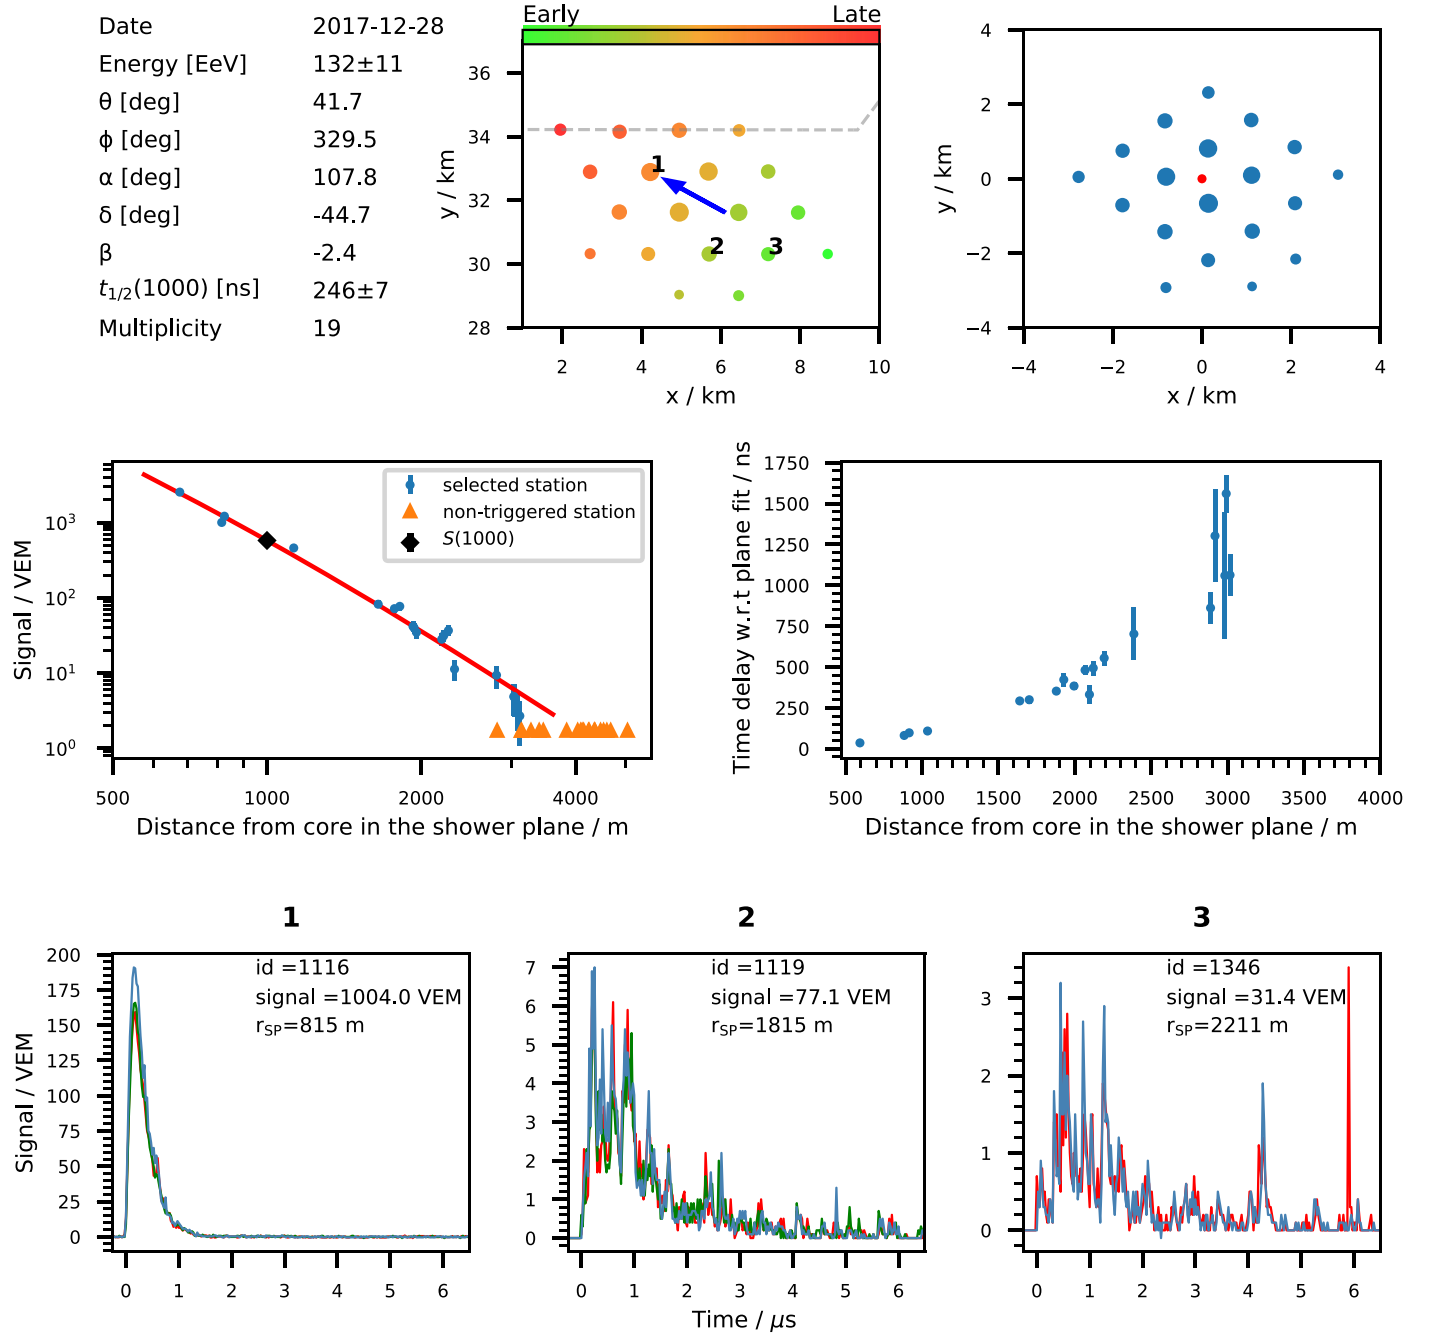 Date 2017-12-28
Energy [EeV] 132±11
θ [deg] 41.7
ϕ [deg] 329.5
α [deg] 107.8
δ [deg] -44.7
β -2.4
t1/2(1000) [ns] 246±7
Multiplicity 19
Early Late
36
34
32
30
28
y / km
1
2
3
2 4 6 8 10
x / km
4
2
0
−2
−4
y / km
−4 −2 0 2 4
x / km
10³
10²
10¹
10⁰
Signal / VEM
selected station
non-triggered station
S(1000)
500 1000 2000 4000
Distance from core in the shower plane / m
1750
1500
1250
1000
750
500
250
0
Time delay w.r.t plane fit / ns
500 1000 1500 2000 2500 3000 3500 4000
Distance from core in the shower plane / m
1
200
175
150
125
100
75
50
25
0
Signal / VEM
id =1116
signal =1004.0 VEM
rSP=815 m
0 1 2 3 4 5 6
2
7
6
5
4
3
2
1
0
id =1119
signal =77.1 VEM
rSP=1815 m
0 1 2 3 4 5 6
Time / μs
3
3
2
1
0
id =1346
signal =31.4 VEM
rSP=2211 m
0 1 2 3 4 5 6